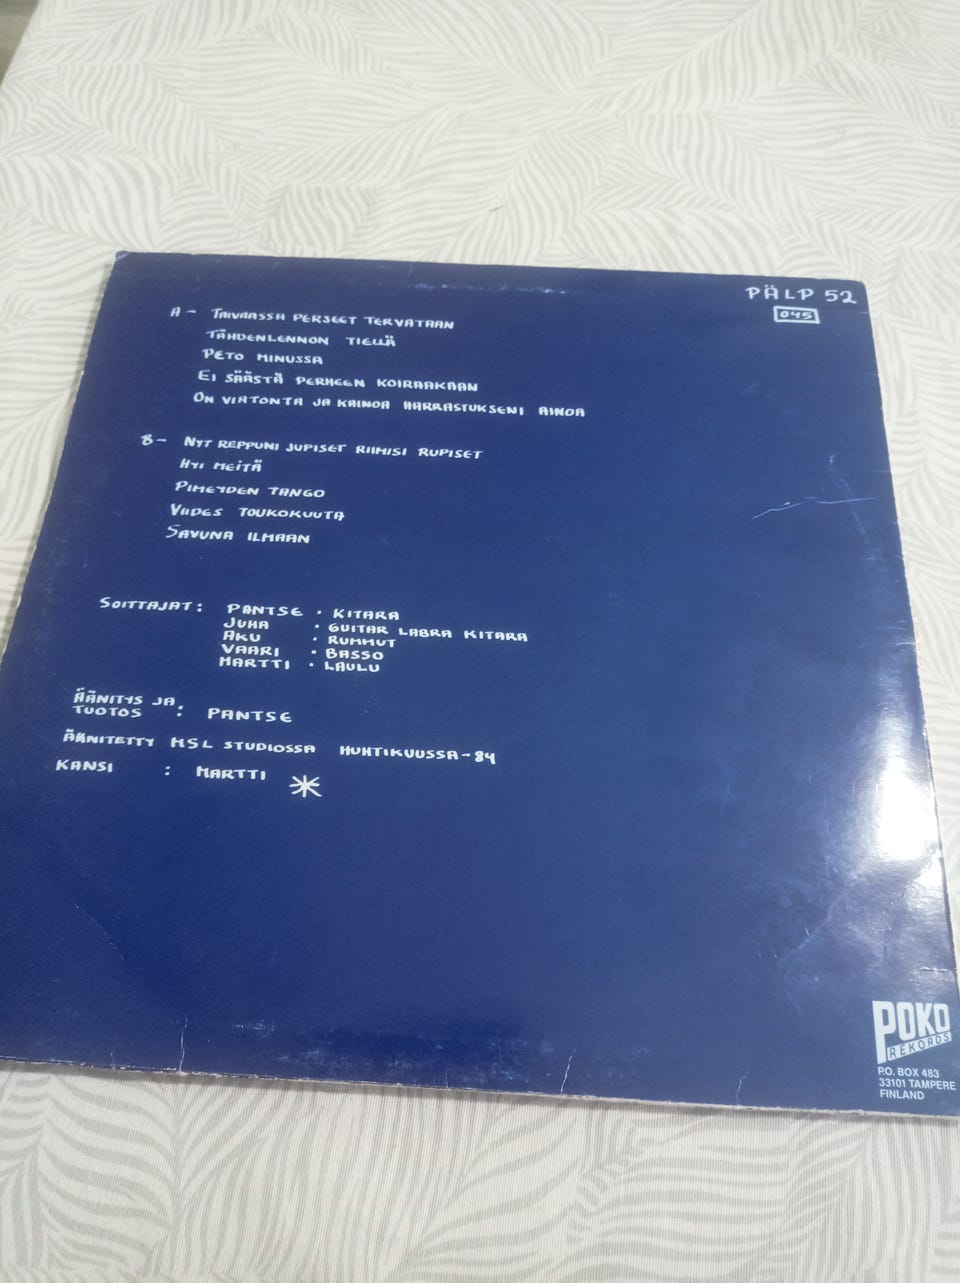 PÄLP 52
045
A - TAIVAASSA PERSEET TERVATAAN
TÄHDENLENNON TIELLÄ
PETO MINUSSA
EI SÄÄSTÄ PERHEEN KOIRAAKAAN
ON VIATONTA JA KAINOA HARRASTUKSENI AINOA
B - NYT REPPUNI JUPISET RIIMISI RUPISET
HYI MEITÄ
PIMEYDEN TANGO
VIIDES TOUKOKUUTA
SAVUNA ILMAAN
SOITTAJAT: PANTSE . KITARA
JUHA . GUITAR LABRA KITARA
AKU . RUMMUT
VAARI . BASSO
MARTTI . LAULU
ÄÄNITYS JA
TUOTOS : PANTSE
ÄÄNITETTY MSL STUDIOSSA HUHTIKUUSSA-84
KANSI : MARTTI
POKO
REKORDS
P.O. BOX 483
33101 TAMPERE
FINLAND